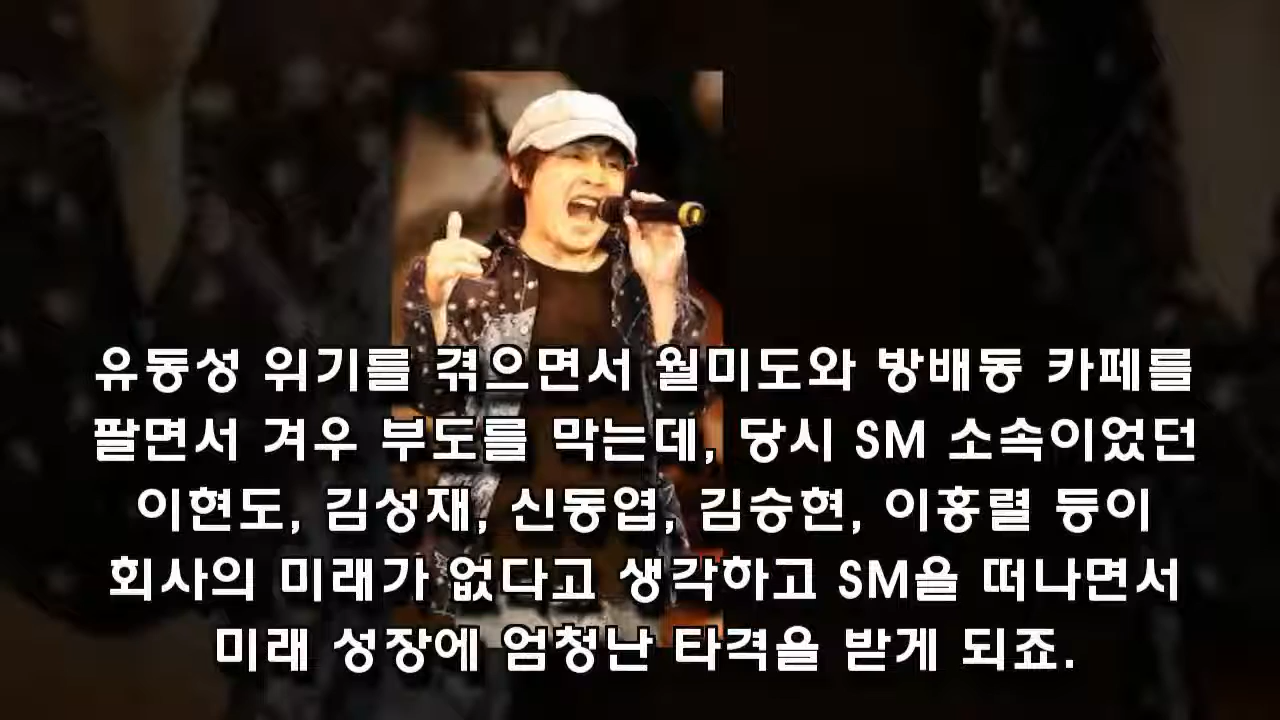 유동성 위기를 겪으면서 월미도와 방배동 카페를
팔면서 겨우 부도를 막는데, 당시 SM 소속이었던
이현도, 김성재, 신동엽, 김승현, 이홍렬 등이
회사의 미래가 없다고 생각하고 SM을 떠나면서
미래 성장에 엄청난 타격을 받게 되죠.